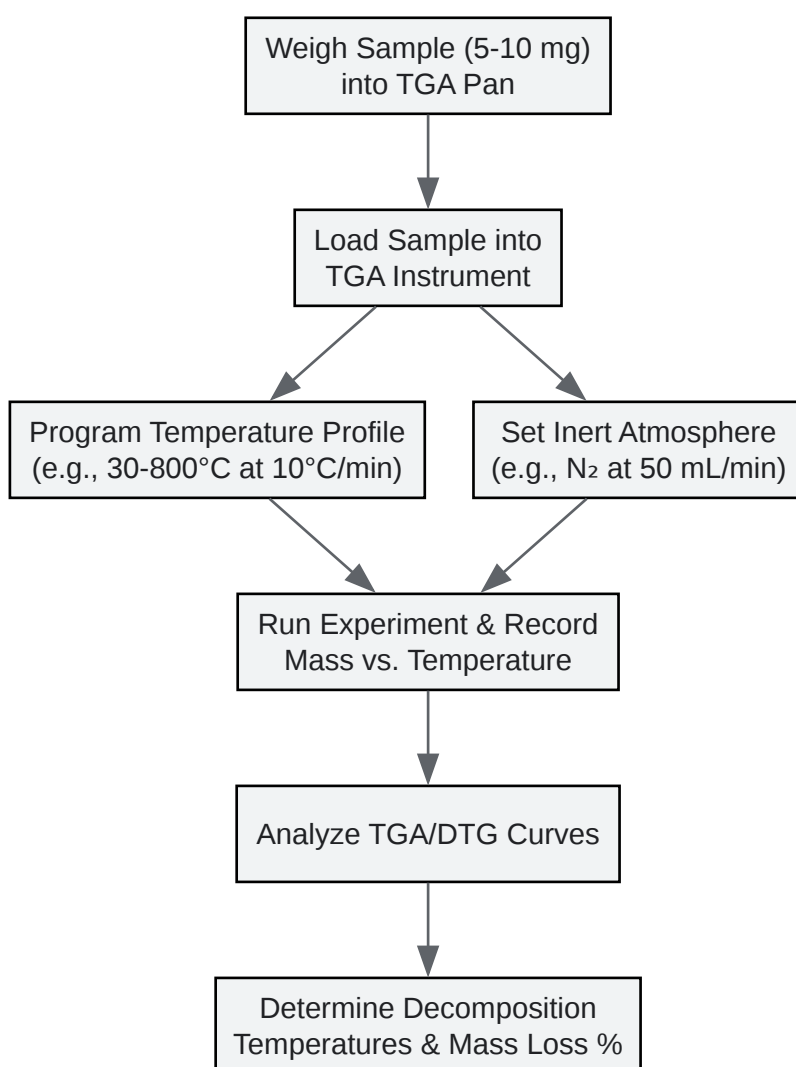 Weigh Sample (5-10 mg)
into TGA Pan
Load Sample into
TGA Instrument
Program Temperature Profile
(e.g., 30-800°C at 10°C/min)
Set Inert Atmosphere
(e.g., N₂ at 50 mL/min)
Run Experiment & Record
Mass vs. Temperature
Analyze TGA/DTG Curves
Determine Decomposition
Temperatures & Mass Loss %